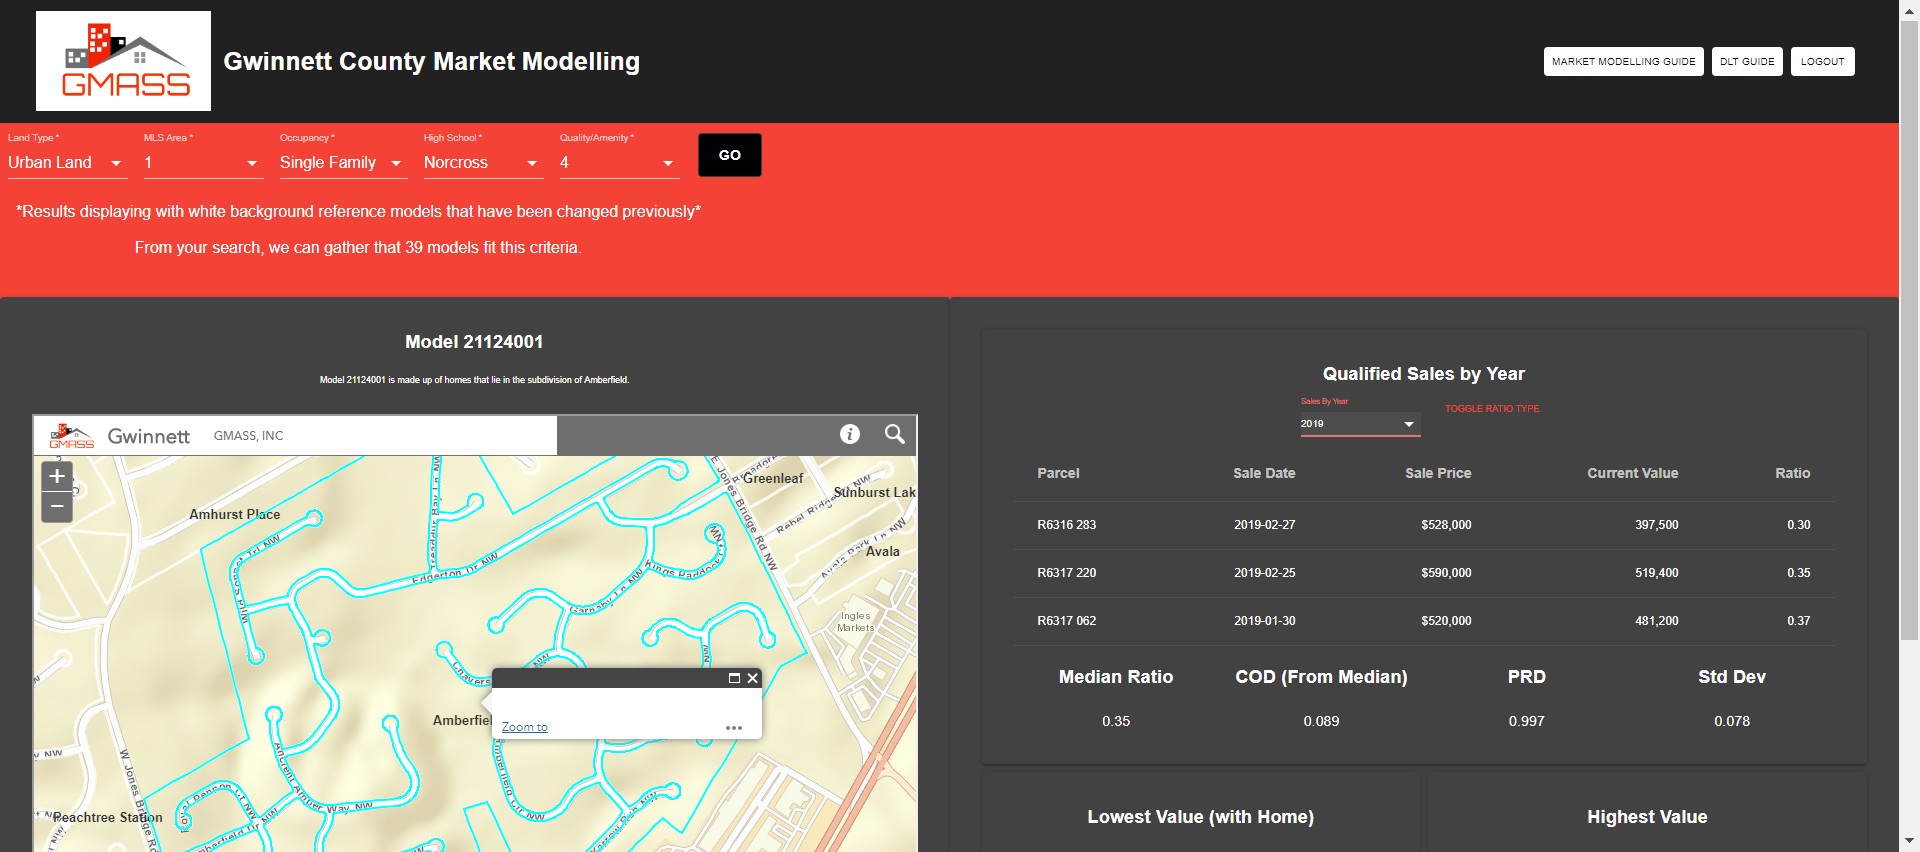 GMASS
Gwinnett County Market Modelling
MARKET MODELLING GUIDE
DLT GUIDE
LOGOUT
Land Type *
MLS Area *
Occupancy *
High School *
Quality/Amenity *
Urban Land
1
Single Family
Norcross
4
GO
*Results displaying with white background reference models that have been changed previously*
From your search, we can gather that 39 models fit this criteria.
Model 21124001
Model 21124001 is made up of homes that lie in the subdivision of Amberfield.
GMASS
Gwinnett
GMASS, INC
+
−
Greenleaf
Sunburst Lak
Amhurst Place
Avala
E Jones Bridge Rd NW
Rebel Ridge
Avala Park Ln NW
Edgerton Dr NW
Kings Paddock
Garnaby Ln NW
Ingles
Markets
Chavers
Amberfiel
Zoom to
W Jones Bridge Rd
Ancient Amber Way NW
Peachtree Station
Qualified Sales by Year
Sales By Year
2019
TOGGLE RATIO TYPE
Parcel Sale Date Sale Price Current Value Ratio
R6316 283 2019-02-27 $528,000 397,500 0.30
R6317 220 2019-02-25 $590,000 519,400 0.35
R6317 062 2019-01-30 $520,000 481,200 0.37
Median Ratio COD (From Median) PRD Std Dev
0.35 0.089 0.997 0.078
Lowest Value (with Home)
Highest Value